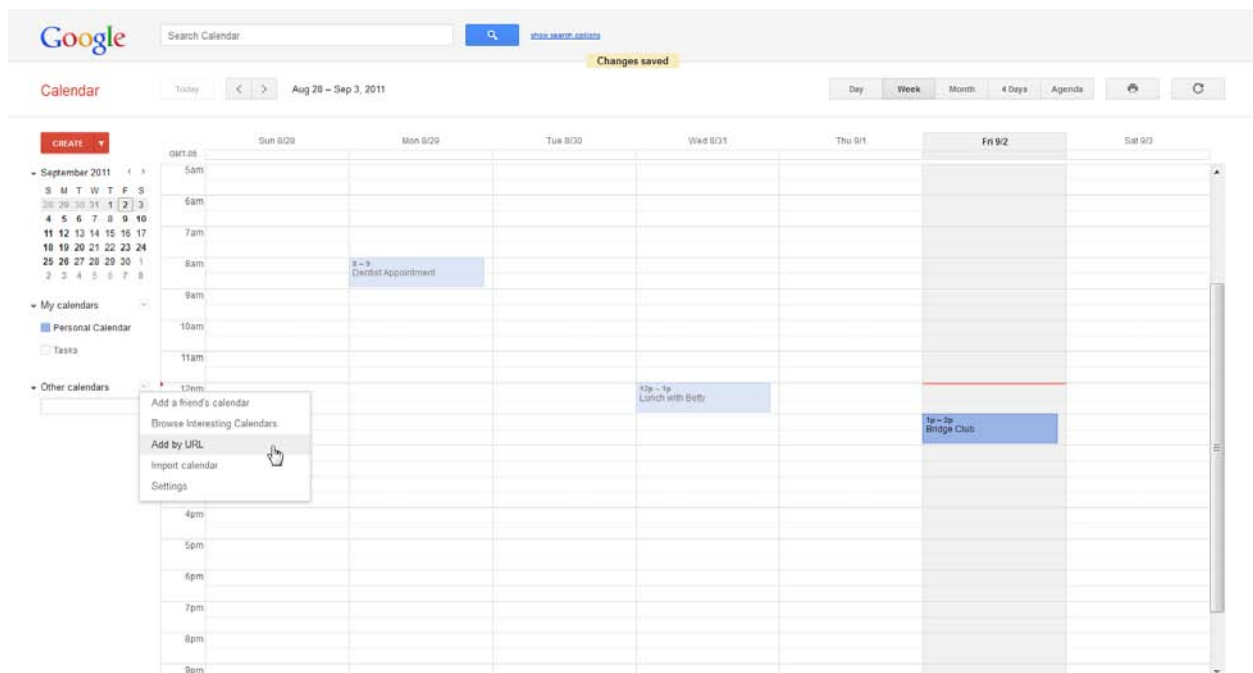 Google
Search Calendar
show search options
Changes saved
Calendar
Today
Aug 28 – Sep 3, 2011
Day
Week
Month
4 Days
Agenda
CREATE
September 2011
S M T W T F S
28 29 30 31 1 2 3
4 5 6 7 8 9 10
11 12 13 14 15 16 17
18 19 20 21 22 23 24
25 26 27 28 29 30 1
2 3 4 5 6 7 8
My calendars
Personal Calendar
Tasks
Other calendars
Add a friend's calendar
Browse Interesting Calendars
Add by URL
Import calendar
Settings
GMT-05
Sun 8/28
Mon 8/29
Tue 8/30
Wed 8/31
Thu 9/1
Fri 9/2
Sat 9/3
5am
6am
7am
8am
8 – 9
Dentist Appointment
9am
10am
11am
12pm
12p – 1p
Lunch with Betty
1p – 2p
Bridge Club
4pm
5pm
6pm
7pm
8pm
9pm